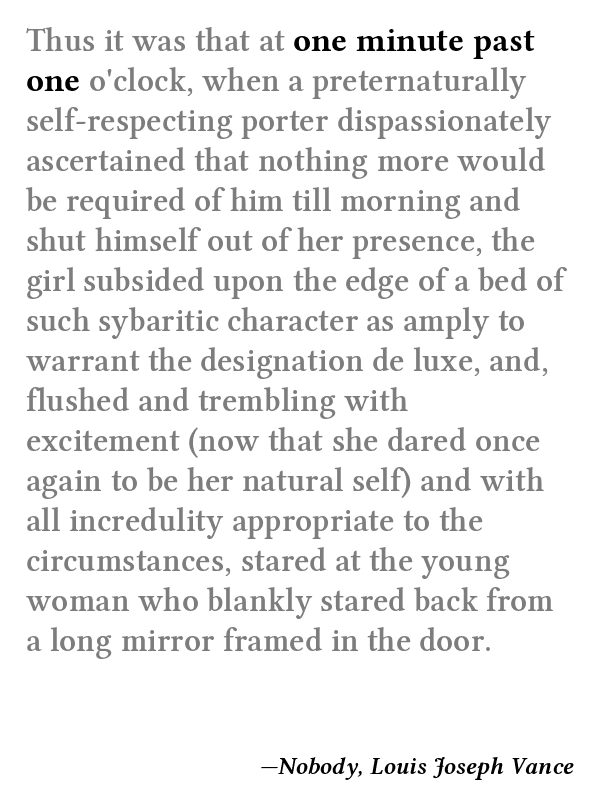 Thus it was that at one minute past
one o'clock, when a preternaturally
self-respecting porter dispassionately
ascertained that nothing more would
be required of him till morning and
shut himself out of her presence, the
girl subsided upon the edge of a bed of
such sybaritic character as amply to
warrant the designation de luxe, and,
flushed and trembling with
excitement (now that she dared once
again to be her natural self) and with
all incredulity appropriate to the
circumstances, stared at the young
woman who blankly stared back from
a long mirror framed in the door.
—Nobody, Louis Joseph Vance